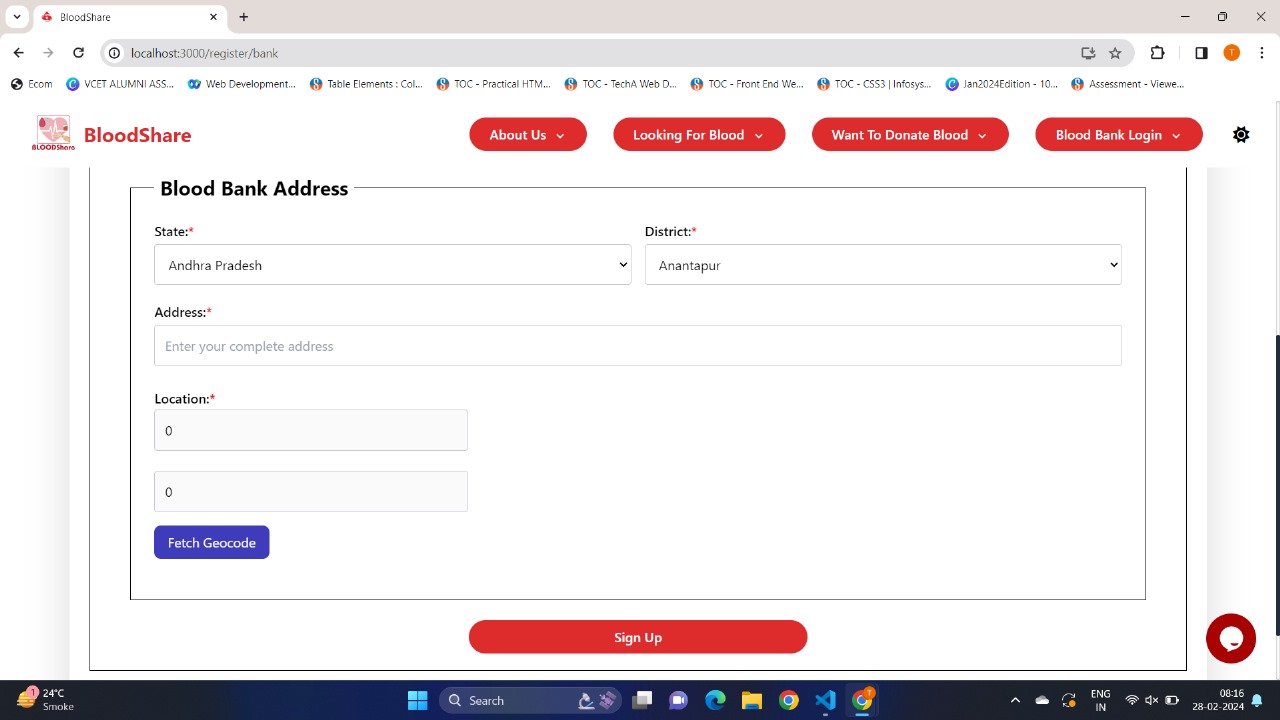 BloodShare
localhost:3000/register/bank
Ecom
VCET ALUMNI ASS...
Web Development...
Table Elements : Col...
TOC - Practical HTM...
TOC - TechA Web D...
TOC - Front End We...
TOC - CSS3 | Infosys...
Jan2024Edition - 10...
Assessment - Viewe...
BLOODShare
BloodShare
About Us
Looking For Blood
Want To Donate Blood
Blood Bank Login
Blood Bank Address
State:*
District:*
Andhra Pradesh
Anantapur
Address:*
Enter your complete address
Location:*
0
0
Fetch Geocode
Sign Up
1
24°C
Smoke
Search
T
T
ENG
IN
08:16
28-02-2024